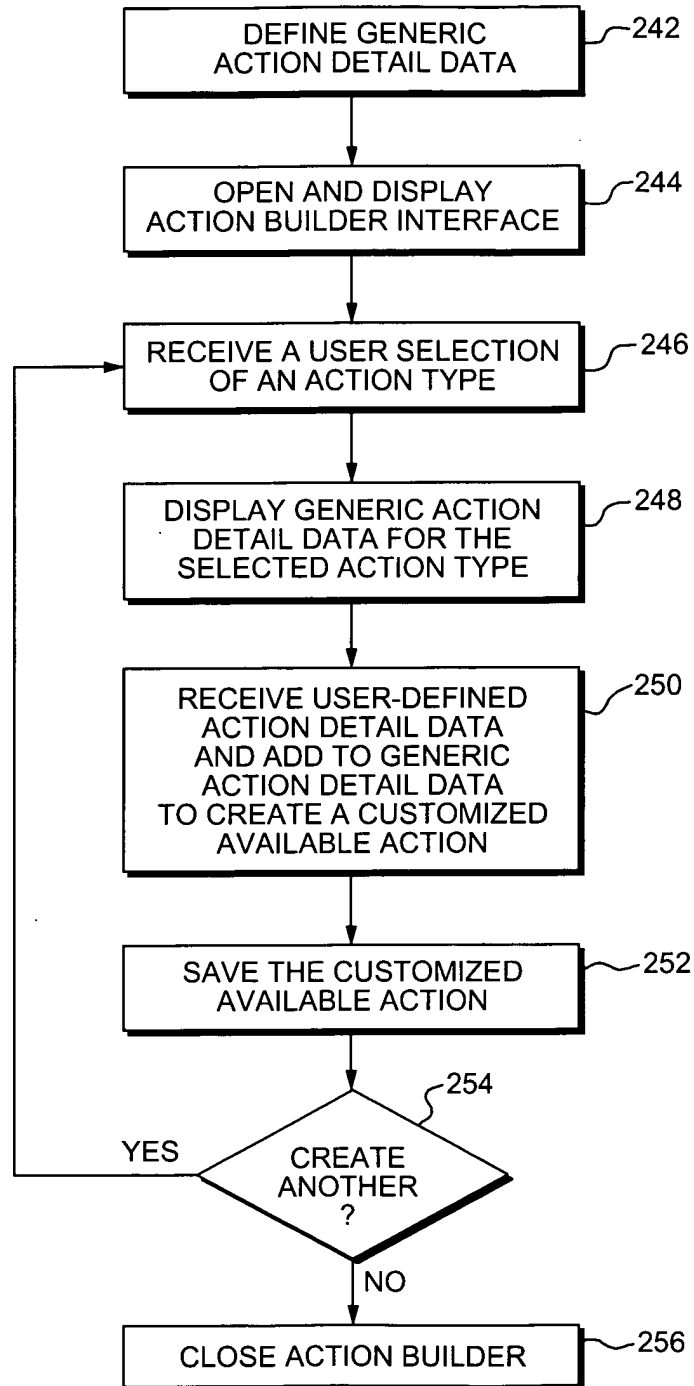 DEFINE GENERIC
ACTION DETAIL DATA
242
OPEN AND DISPLAY
ACTION BUILDER INTERFACE
244
RECEIVE A USER SELECTION
OF AN ACTION TYPE
246
DISPLAY GENERIC ACTION
DETAIL DATA FOR THE
SELECTED ACTION TYPE
248
RECEIVE USER-DEFINED
ACTION DETAIL DATA
AND ADD TO GENERIC
ACTION DETAIL DATA
TO CREATE A CUSTOMIZED
AVAILABLE ACTION
250
SAVE THE CUSTOMIZED
AVAILABLE ACTION
252
254
YES
CREATE
ANOTHER
?
NO
CLOSE ACTION BUILDER
256